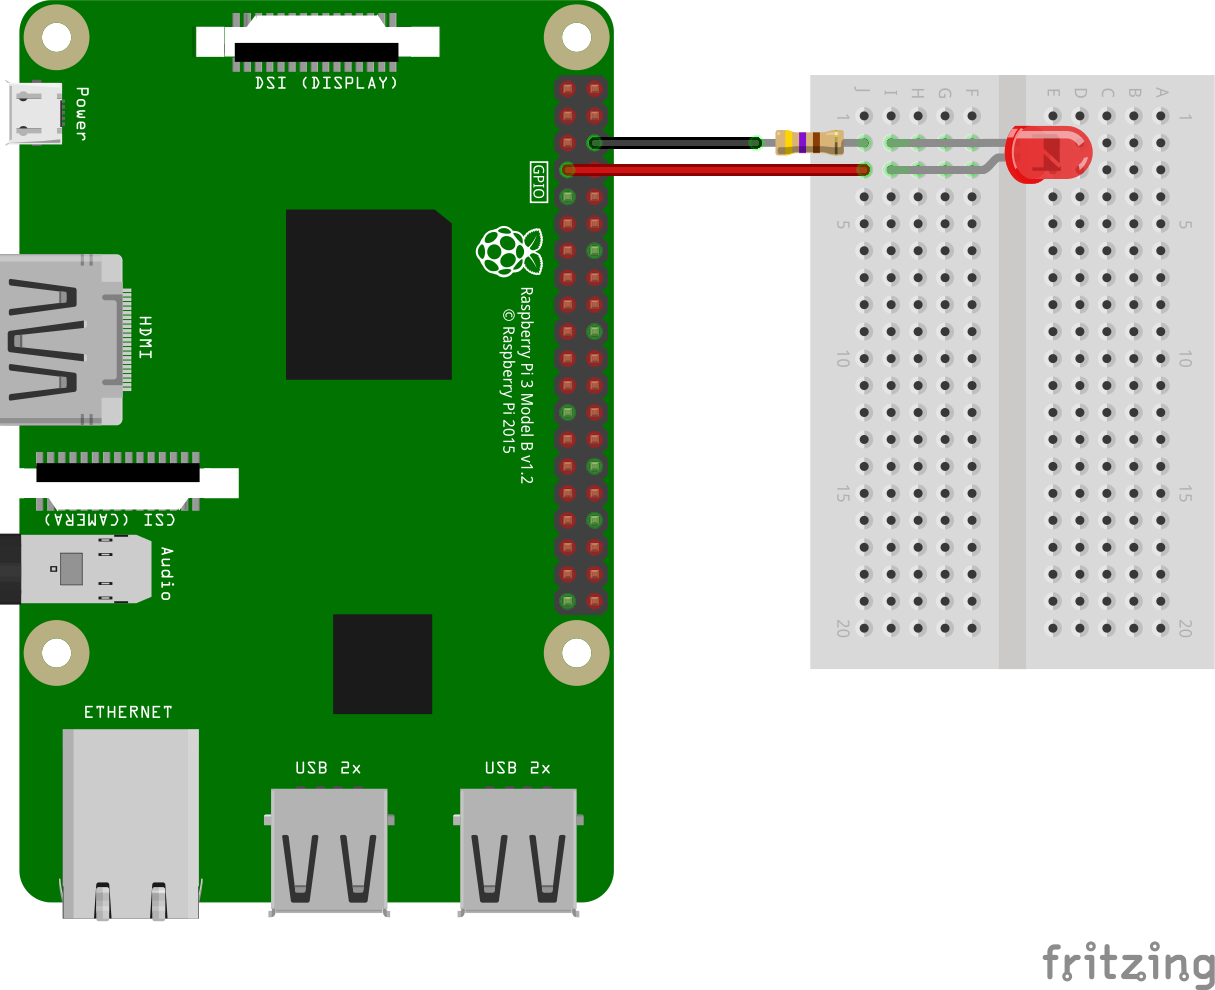 DSI (DISPLAY)
Power
GPIO
HDMI
Raspberry Pi 3 Model B v1.2
© Raspberry Pi 2015
CSI (CAMERA)
Audio
ETHERNET
USB 2x
USB 2x
J I H G F E D C B A
1 1
5 5
10 10
15 15
20 20
fritzing